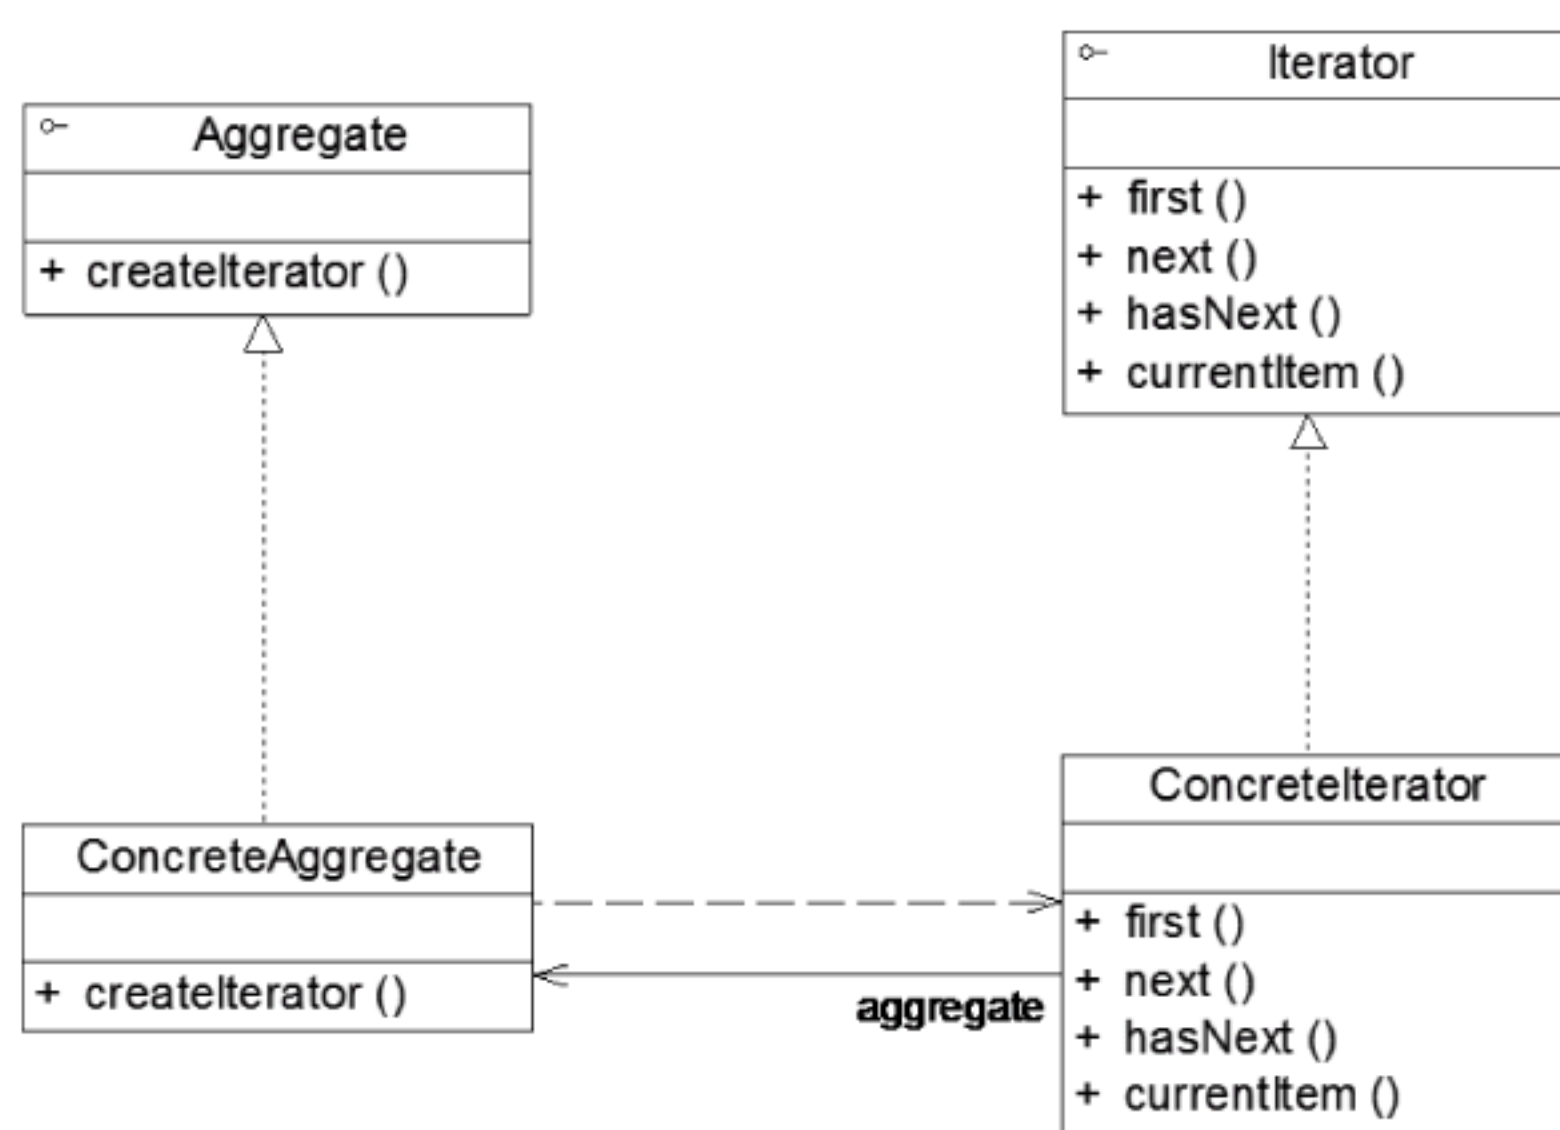 Aggregate
+ createIterator ()
Iterator
+ first ()
+ next ()
+ hasNext ()
+ currentItem ()
ConcreteAggregate
+ createIterator ()
aggregate
ConcreteIterator
+ first ()
+ next ()
+ hasNext ()
+ currentItem ()